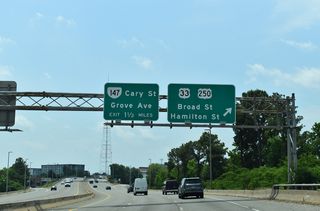 147 Cary St
Grove Ave
EXIT 1½ MILES
33 250
Broad St
Hamilton St